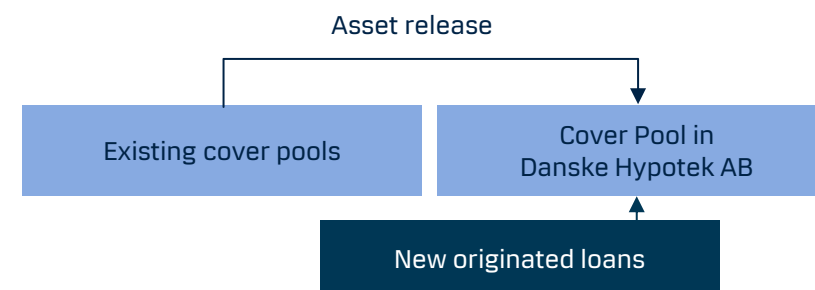 Asset release
Existing cover pools
Cover Pool in
Danske Hypotek AB
New originated loans